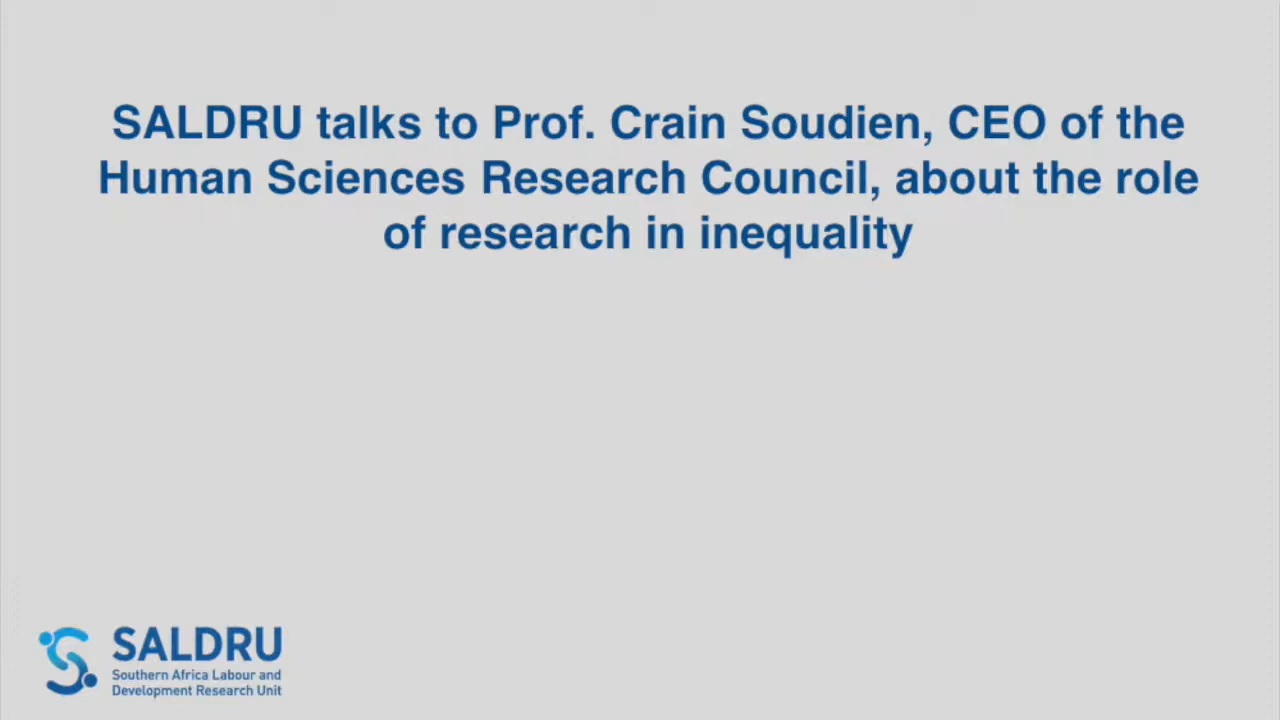 SALDRU talks to Prof. Crain Soudien, CEO of the
Human Sciences Research Council, about the role
of research in inequality
SALDRU
Southern Africa Labour and
Development Research Unit